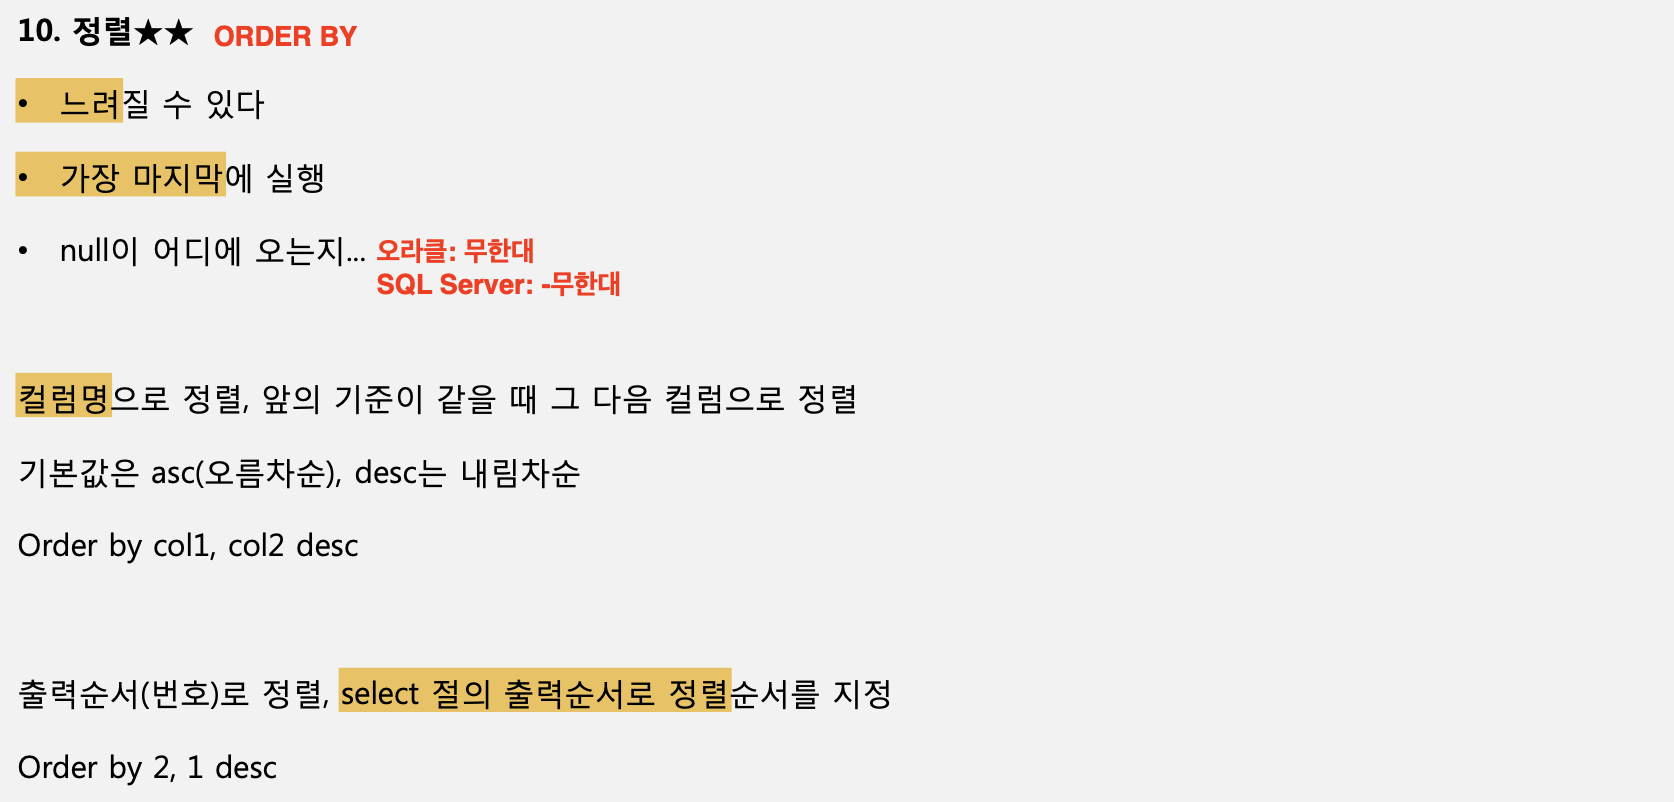 10. 정렬★★ ORDER BY
• 느려질 수 있다
• 가장 마지막에 실행
• null이 어디에 오는지... 오라클: 무한대
SQL Server: -무한대
컬럼명으로 정렬, 앞의 기준이 같을 때 그 다음 컬럼으로 정렬
기본값은 asc(오름차순), desc는 내림차순
Order by col1, col2 desc
출력순서(번호)로 정렬, select 절의 출력순서로 정렬순서를 지정
Order by 2, 1 desc